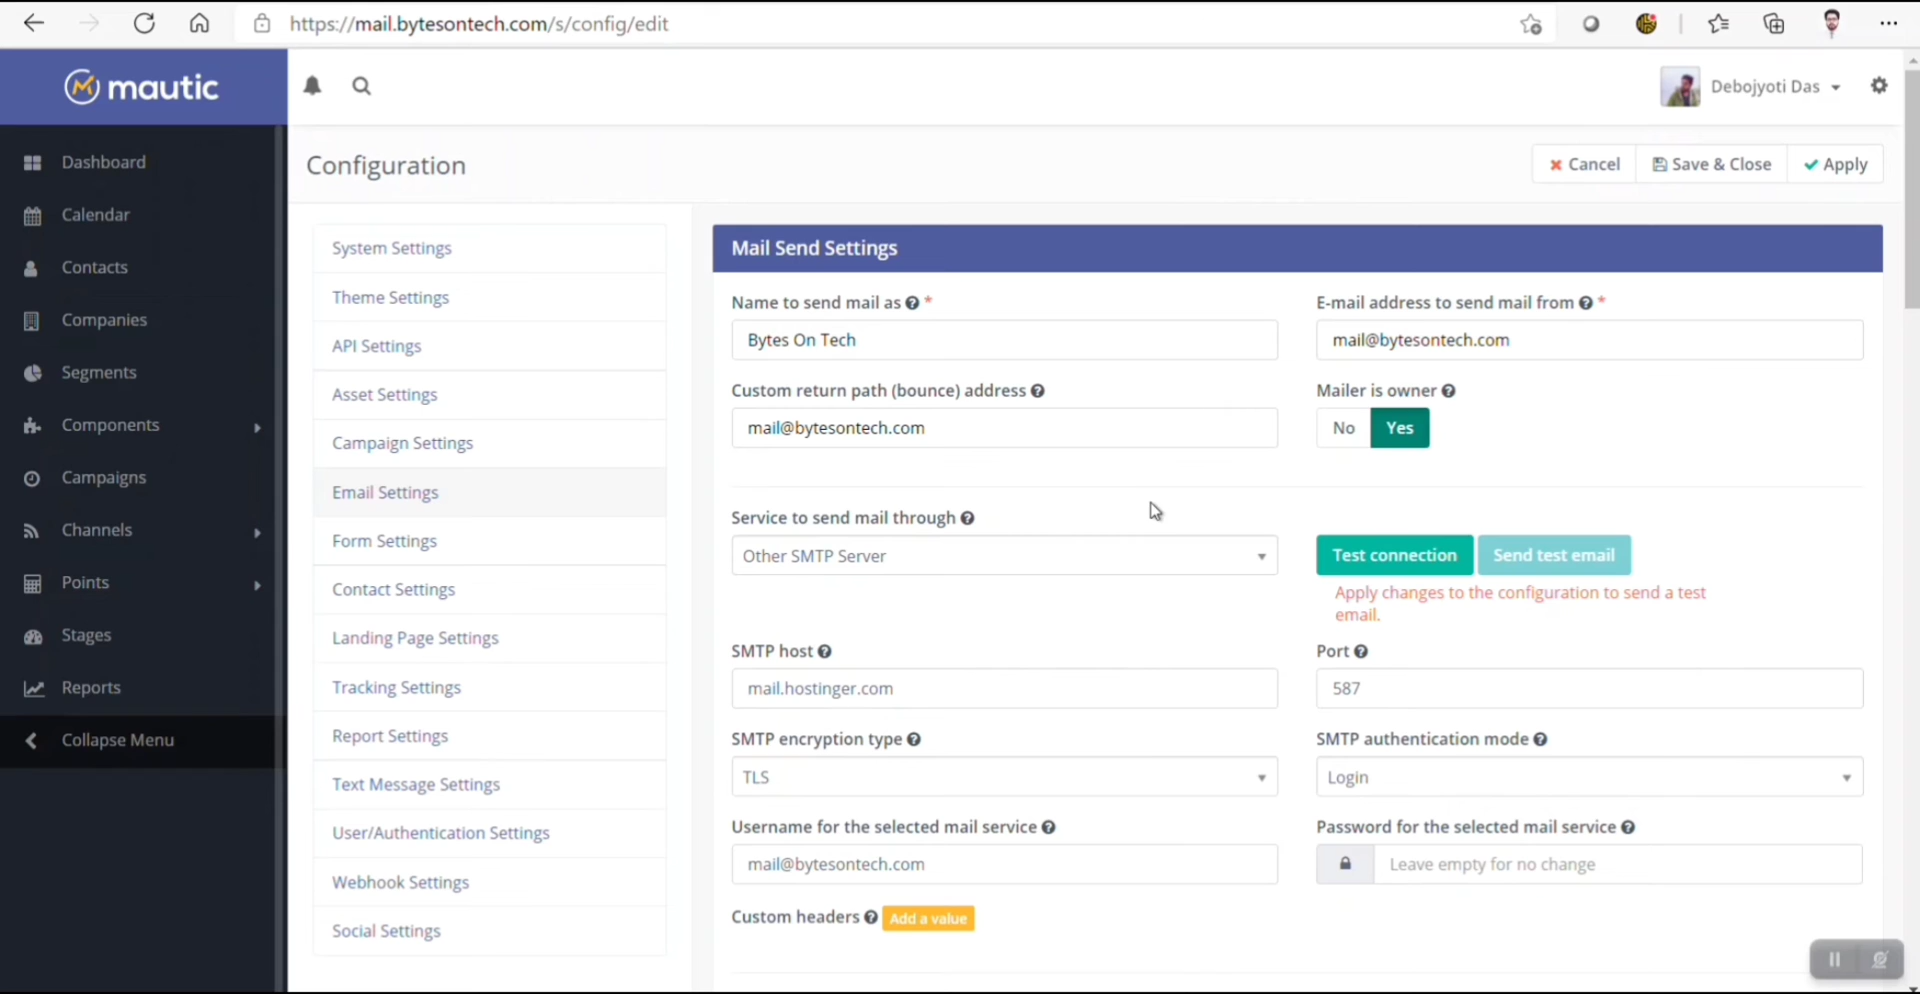 https://mail.bytesontech.com/s/config/edit
mautic
Debojyoti Das
Dashboard
Calendar
Contacts
Companies
Segments
Components
Campaigns
Channels
Points
Stages
Reports
Collapse Menu
Configuration
Cancel
Save & Close
Apply
System Settings
Theme Settings
API Settings
Asset Settings
Campaign Settings
Email Settings
Form Settings
Contact Settings
Landing Page Settings
Tracking Settings
Report Settings
Text Message Settings
User/Authentication Settings
Webhook Settings
Social Settings
Mail Send Settings
Name to send mail as *
Bytes On Tech
E-mail address to send mail from *
mail@bytesontech.com
Custom return path (bounce) address
mail@bytesontech.com
Mailer is owner
No Yes
Service to send mail through
Other SMTP Server
Test connection
Send test email
Apply changes to the configuration to send a test
email.
SMTP host
mail.hostinger.com
Port
587
SMTP encryption type
TLS
SMTP authentication mode
Login
Username for the selected mail service
mail@bytesontech.com
Password for the selected mail service
Leave empty for no change
Custom headers
Add a value